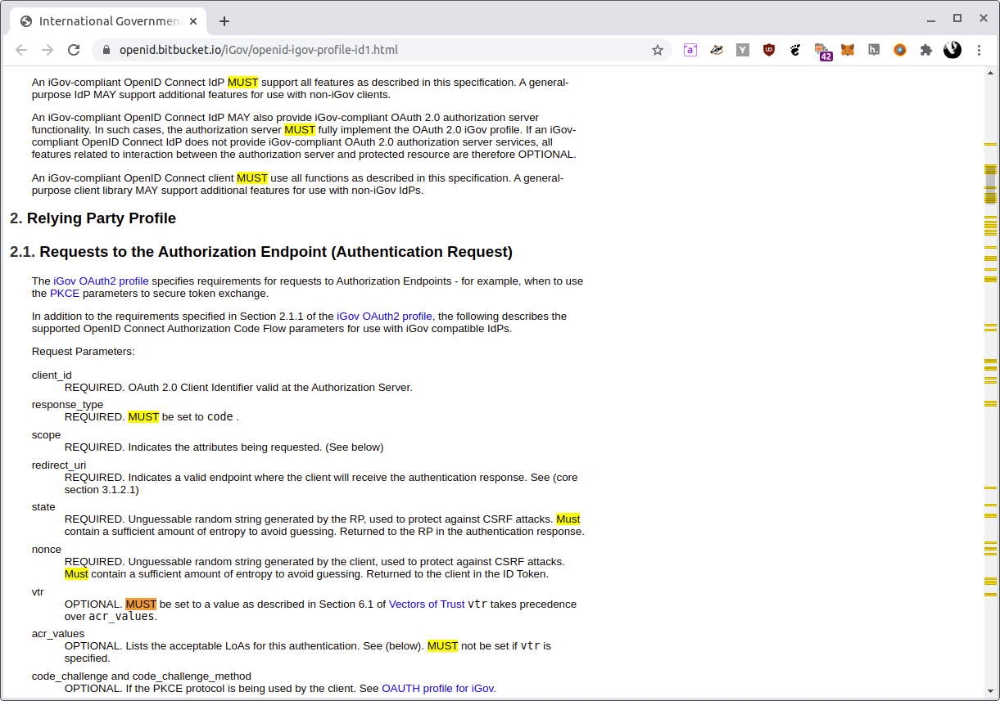 International Governmen
openid.bitbucket.io/iGov/openid-igov-profile-id1.html
a
Y
UO
42
h.
An iGov-compliant OpenID Connect IdP MUST support all features as described in this specification. A general-
purpose IdP MAY support additional features for use with non-iGov clients.
An iGov-compliant OpenID Connect IdP MAY also provide iGov-compliant OAuth 2.0 authorization server
functionality. In such cases, the authorization server MUST fully implement the OAuth 2.0 iGov profile. If an iGov-
compliant OpenID Connect IdP does not provide iGov-compliant OAuth 2.0 authorization server services, all
features related to interaction between the authorization server and protected resource are therefore OPTIONAL.
An iGov-compliant OpenID Connect client MUST use all functions as described in this specification. A general-
purpose client library MAY support additional features for use with non-iGov IdPs.
2. Relying Party Profile
2.1. Requests to the Authorization Endpoint (Authentication Request)
The iGov OAuth2 profile specifies requirements for requests to Authorization Endpoints - for example, when to use
the PKCE parameters to secure token exchange.
In addition to the requirements specified in Section 2.1.1 of the iGov OAuth2 profile, the following describes the
supported OpenID Connect Authorization Code Flow parameters for use with iGov compatible IdPs.
Request Parameters:
client_id
REQUIRED. OAuth 2.0 Client Identifier valid at the Authorization Server.
response_type
REQUIRED. MUST be set to code .
scope
REQUIRED. Indicates the attributes being requested. (See below)
redirect_uri
REQUIRED. Indicates a valid endpoint where the client will receive the authentication response. See (core
section 3.1.2.1)
state
REQUIRED. Unguessable random string generated by the RP, used to protect against CSRF attacks. Must
contain a sufficient amount of entropy to avoid guessing. Returned to the RP in the authentication response.
nonce
REQUIRED. Unguessable random string generated by the client, used to protect against CSRF attacks.
Must contain a sufficient amount of entropy to avoid guessing. Returned to the client in the ID Token.
vtr
OPTIONAL. MUST be set to a value as described in Section 6.1 of Vectors of Trust vtr takes precedence
over acr_values.
acr_values
OPTIONAL. Lists the acceptable LoAs for this authentication. See (below). MUST not be set if vtr is
specified.
code_challenge and code_challenge_method
OPTIONAL. If the PKCE protocol is being used by the client. See OAUTH profile for iGov.